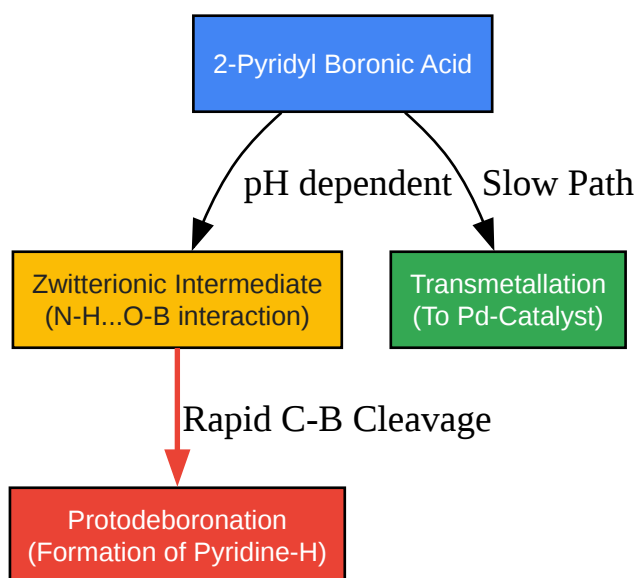 2-Pyridyl Boronic Acid
pH dependent
Slow Path
Zwitterionic Intermediate
(N-H...O-B interaction)
Transmetallation
(To Pd-Catalyst)
Rapid C-B Cleavage
Protodeboronation
(Formation of Pyridine-H)